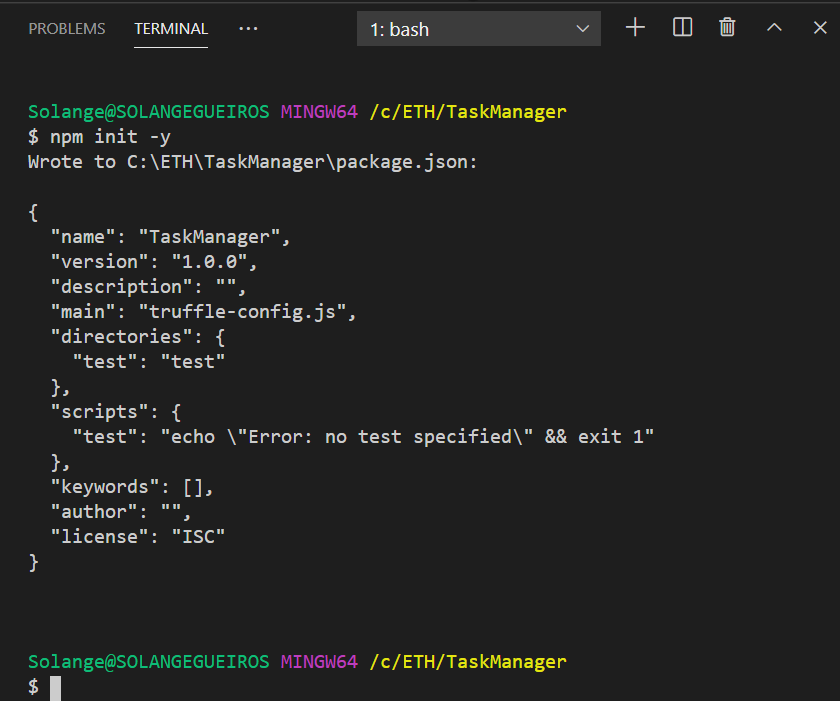 PROBLEMS TERMINAL ··· 1: bash
Solange@SOLANGEGUEIROS MINGW64 /c/ETH/TaskManager
$ npm init -y
Wrote to C:\ETH\TaskManager\package.json:
{
  "name": "TaskManager",
  "version": "1.0.0",
  "description": "",
  "main": "truffle-config.js",
  "directories": {
    "test": "test"
  },
  "scripts": {
    "test": "echo \"Error: no test specified\" && exit 1"
  },
  "keywords": [],
  "author": "",
  "license": "ISC"
}
Solange@SOLANGEGUEIROS MINGW64 /c/ETH/TaskManager
$